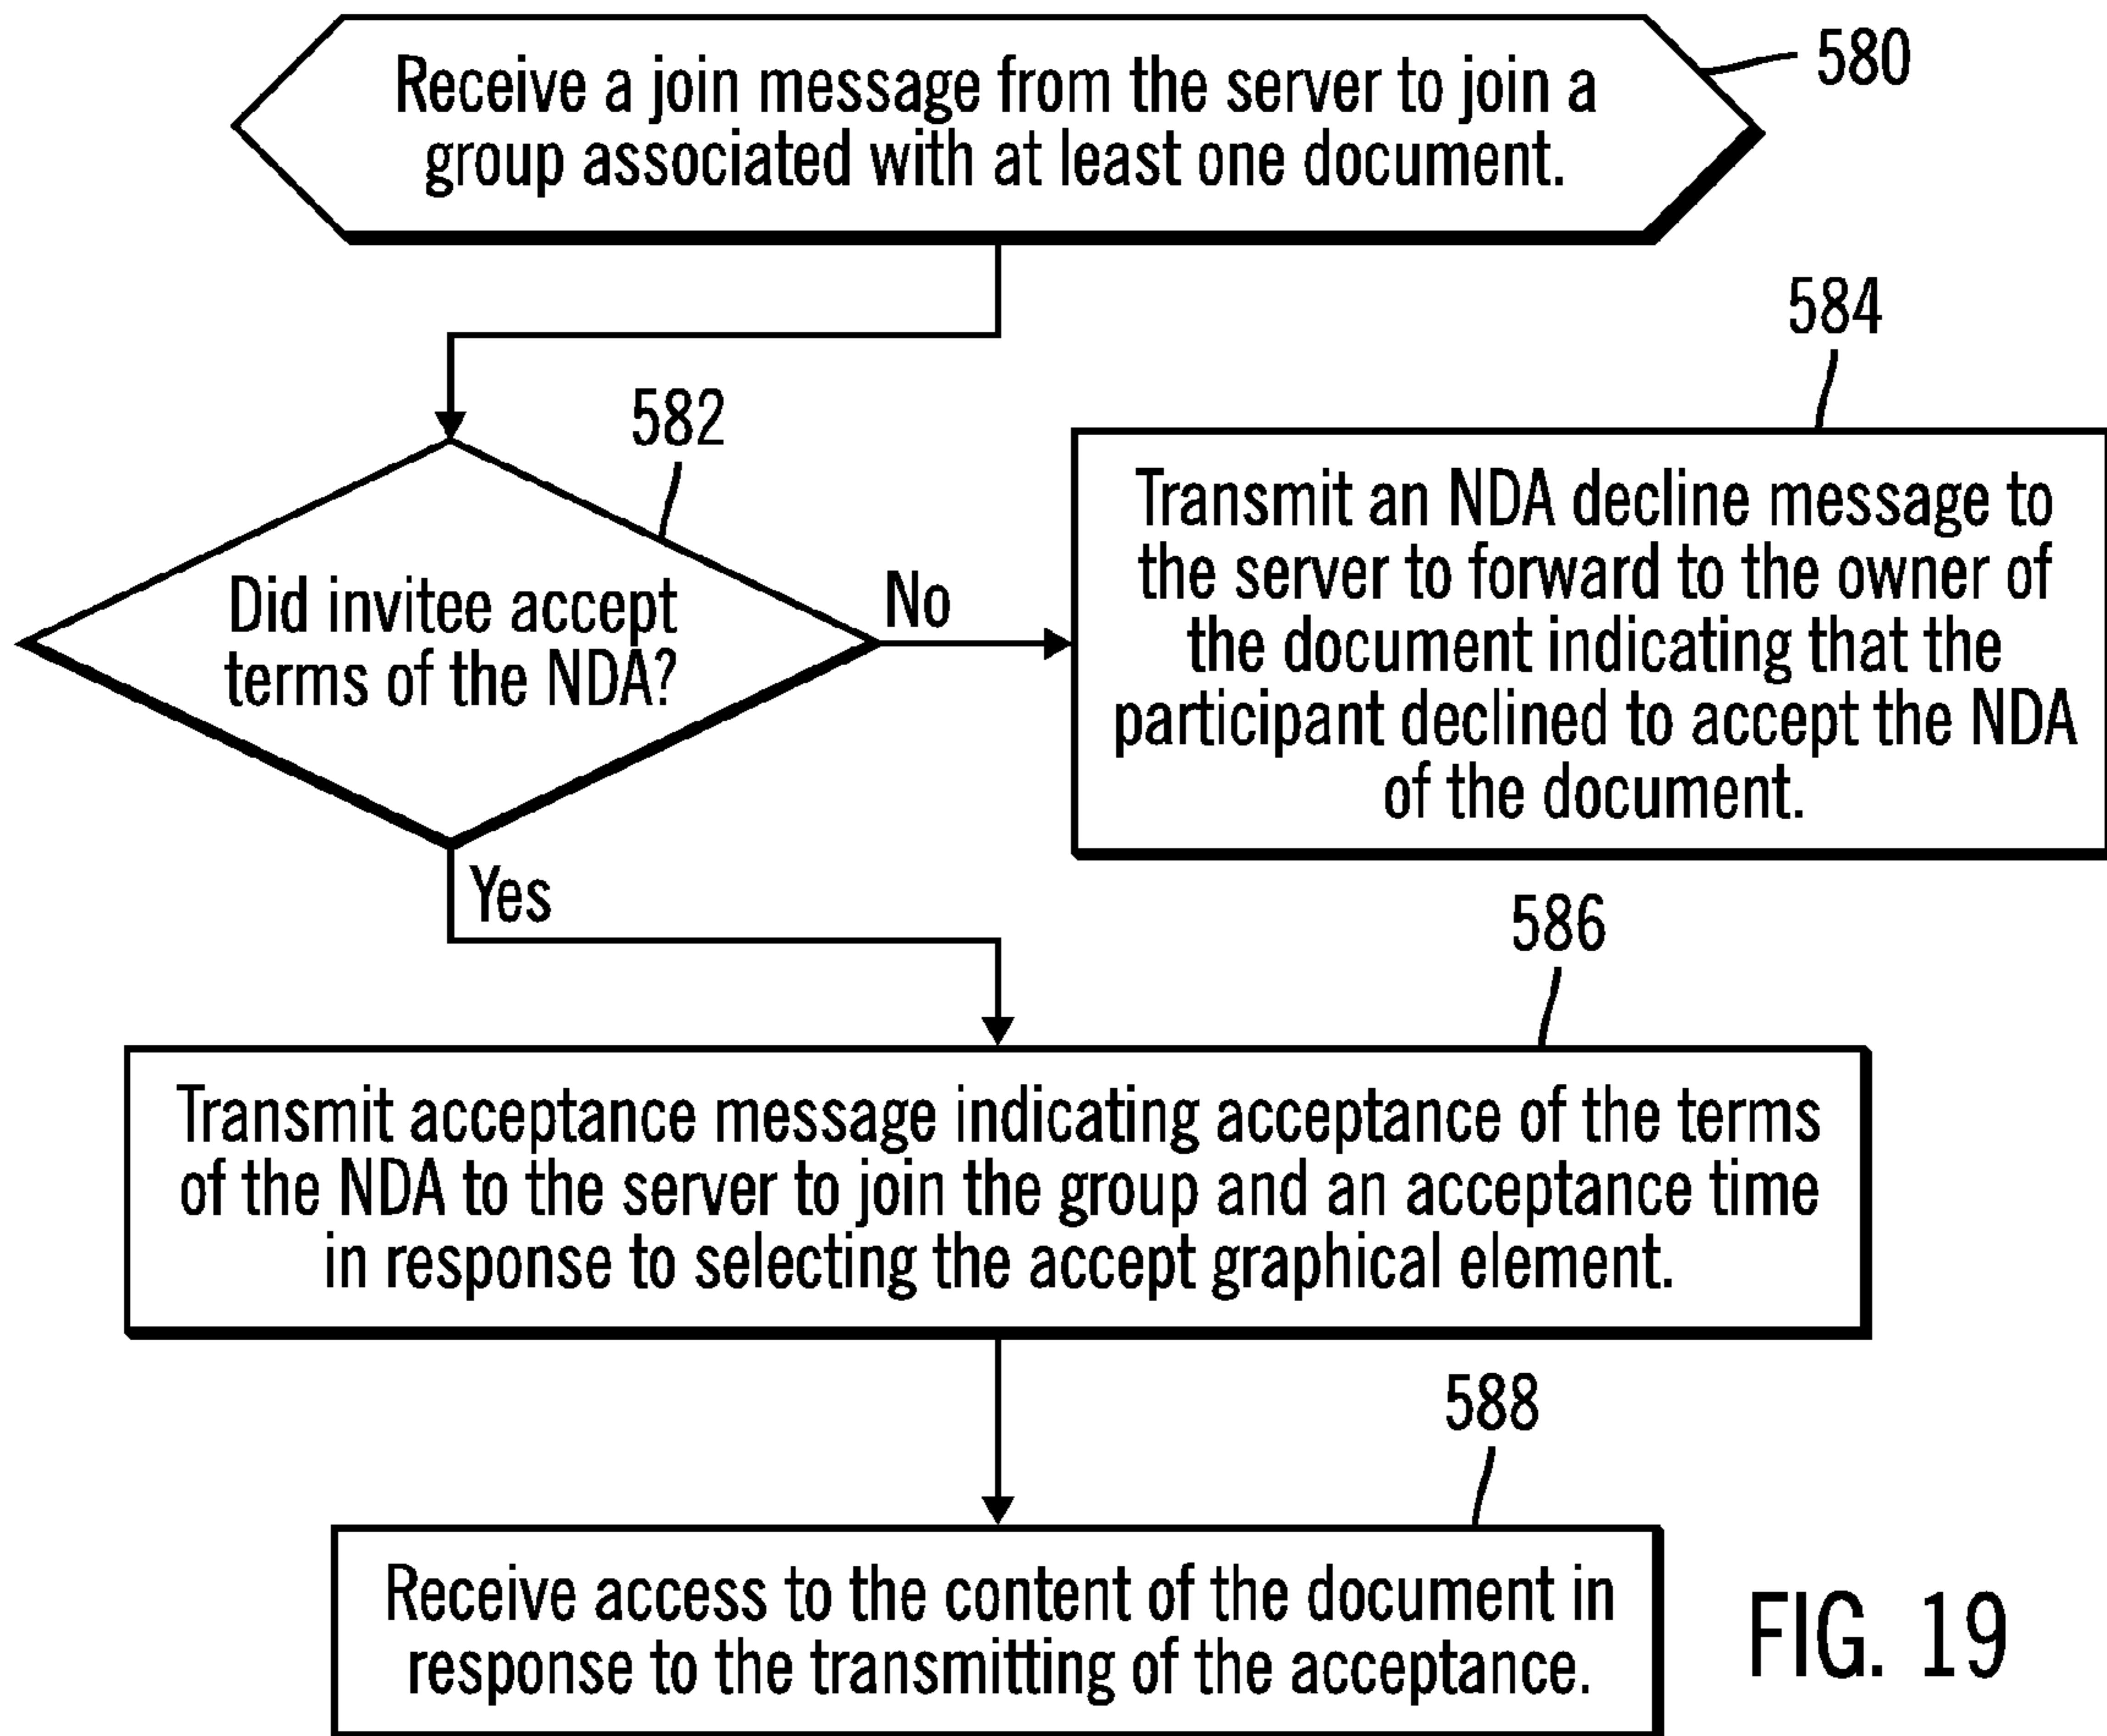 Receive a join message from the server to join a
group associated with at least one document.
580
584
582
Did invitee accept
terms of the NDA?
No
Transmit an NDA decline message to
the server to forward to the owner of
the document indicating that the
participant declined to accept the NDA
of the document.
Yes
586
Transmit acceptance message indicating acceptance of the terms
of the NDA to the server to join the group and an acceptance time
in response to selecting the accept graphical element.
588
Receive access to the content of the document in
response to the transmitting of the acceptance.
FIG. 19